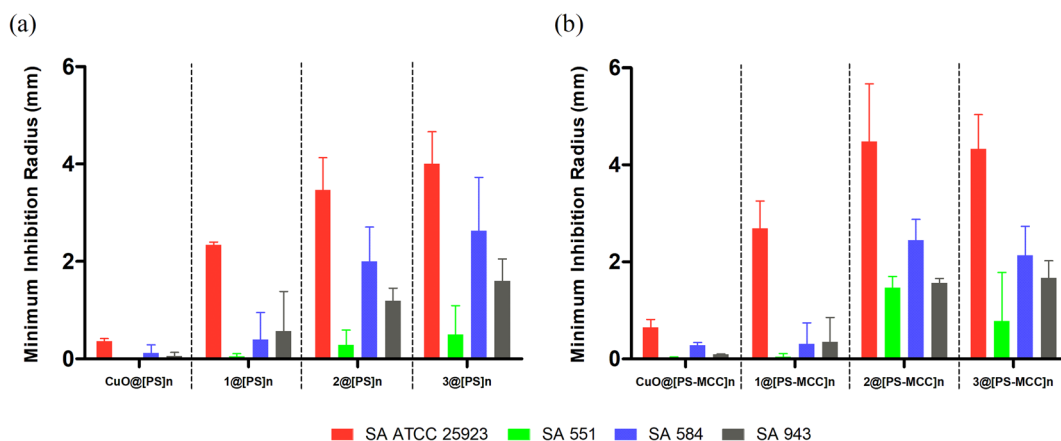 (a)
Minimum Inhibition Radius (mm)
6
4
2
0
CuO@[PS]n
1@[PS]n
2@[PS]n
3@[PS]n
(b)
Minimum Inhibition Radius (mm)
6
4
2
0
CuO@[PS-MCC]n
1@[PS-MCC]n
2@[PS-MCC]n
3@[PS-MCC]n
SA ATCC 25923
SA 551
SA 584
SA 943